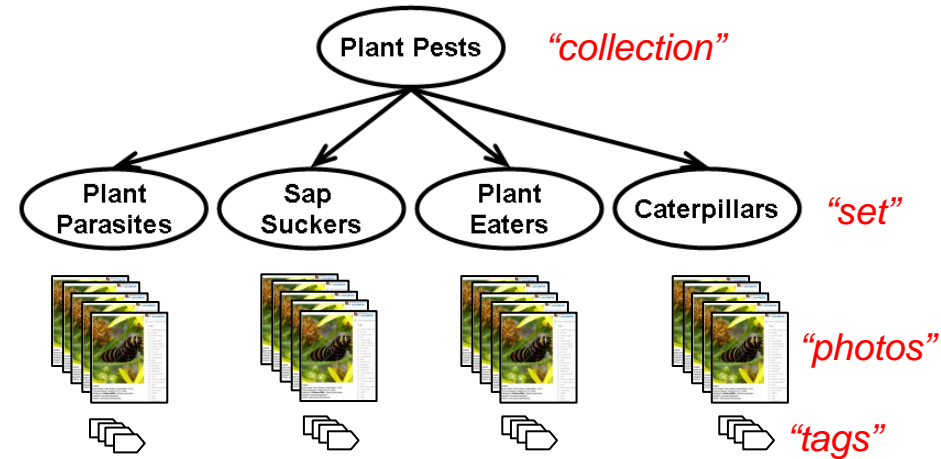 Plant Pests
“collection”
Plant
Parasites
Sap
Suckers
Plant
Eaters
Caterpillars
“set”
“photos”
“tags”